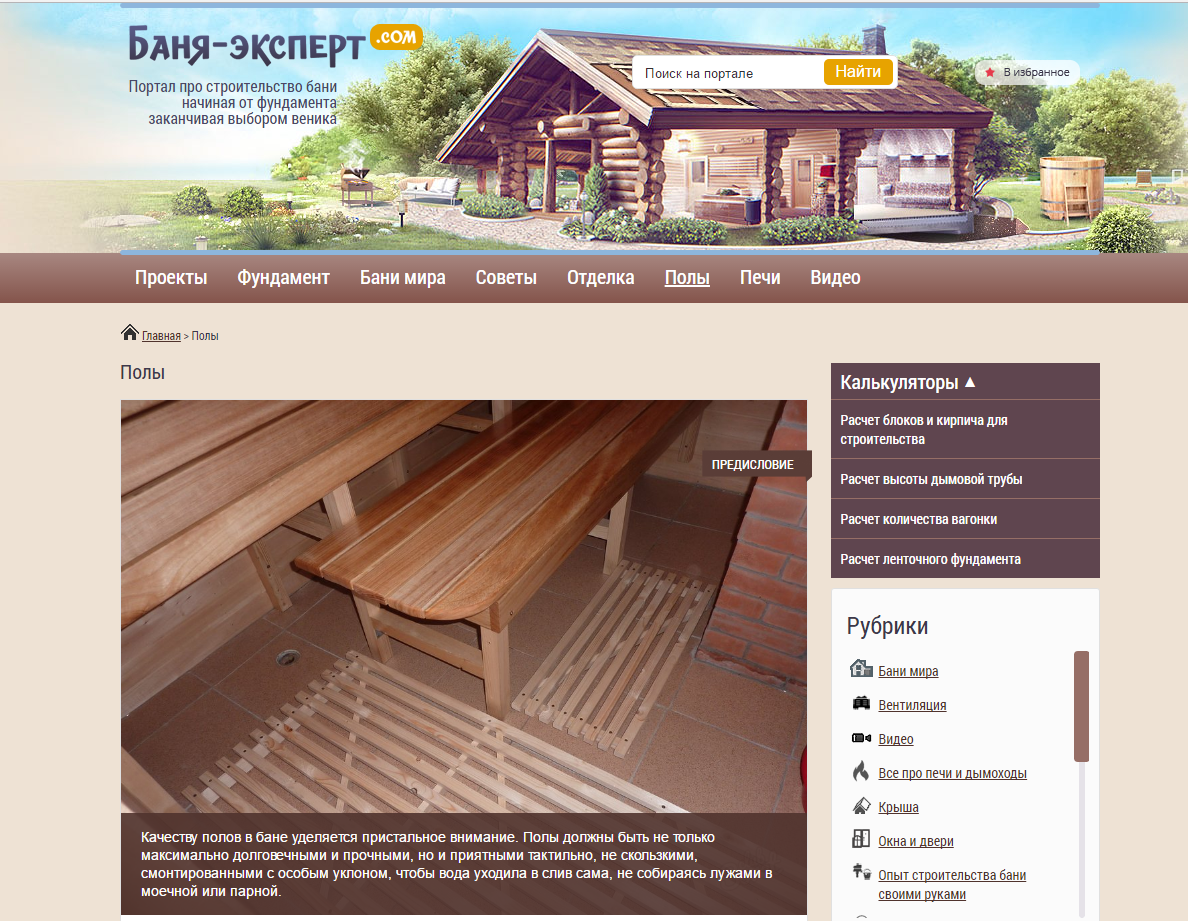 Баня-эксперт .com
Портал про строительство бани
начиная от фундамента
заканчивая выбором веника
Поиск на портале
Найти
В избранное
Проекты Фундамент Бани мира Советы Отделка Полы Печи Видео
Главная > Полы
Полы
ПРЕДИСЛОВИЕ
Качеству полов в бане уделяется пристальное внимание. Полы должны быть не только
максимально долговечными и прочными, но и приятными тактильно, не скользкими,
смонтированными с особым уклоном, чтобы вода уходила в слив сама, не собираясь лужами в
моечной или парной.
Калькуляторы ▲
Расчет блоков и кирпича для
строительства
Расчет высоты дымовой трубы
Расчет количества вагонки
Расчет ленточного фундамента
Рубрики
Бани мира
Вентиляция
Видео
Все про печи и дымоходы
Крыша
Окна и двери
Опыт строительства бани
своими руками